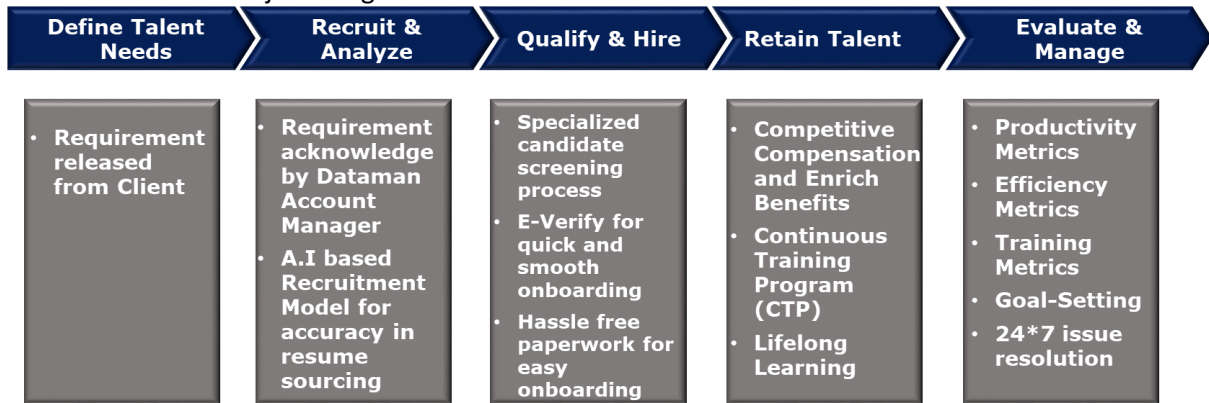 Define Talent
Needs
Recruit &
Analyze
Qualify & Hire
Retain Talent
Evaluate &
Manage
• Requirement
released
from Client
• Requirement
acknowledge
by Dataman
Account
Manager
• A.I based
Recruitment
Model for
accuracy in
resume
sourcing
• Specialized
candidate
screening
process
• E-Verify for
quick and
smooth
onboarding
• Hassle free
paperwork for
easy
onboarding
• Competitive
Compensation
and Enrich
Benefits
• Continuous
Training
Program
(CTP)
• Lifelong
Learning
• Productivity
Metrics
• Efficiency
Metrics
• Training
Metrics
• Goal-Setting
• 24*7 issue
resolution